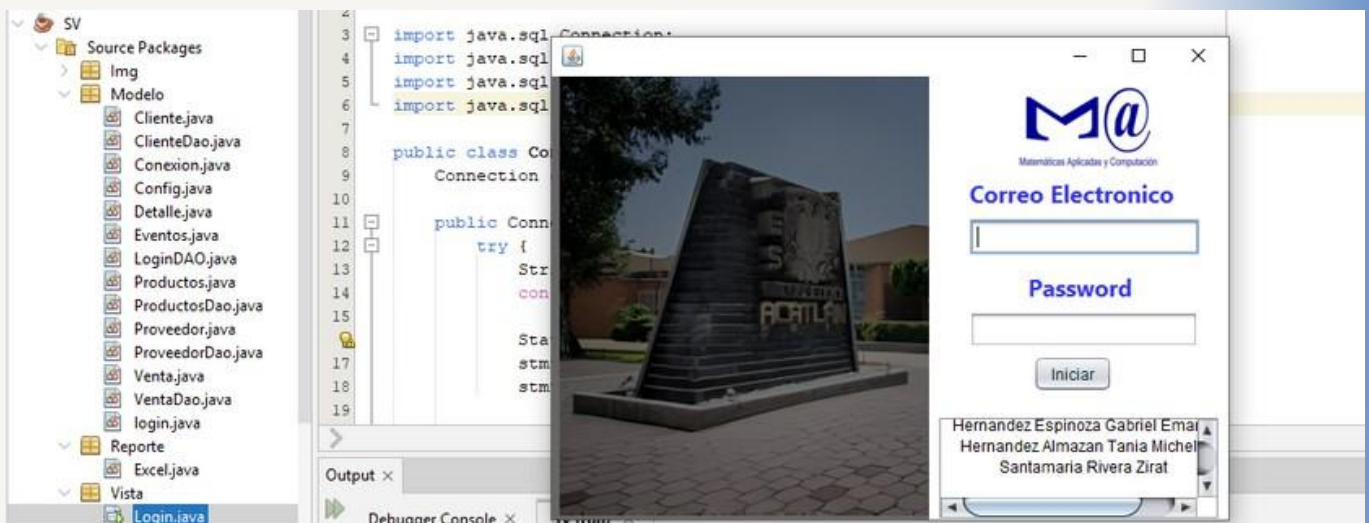 SV
Source Packages
Img
Modelo
Cliente.java
ClienteDao.java
Conexion.java
Config.java
Detalle.java
Eventos.java
LoginDAO.java
Productos.java
ProductosDao.java
Proveedor.java
ProveedorDao.java
Venta.java
VentaDao.java
login.java
Reporte
Excel.java
Vista
Login.java
2
3 import java.sql.Connection;
4 import java.sql
5 import java.sql
6 import java.sql
7
8 public class Co
9 Connection
10
11 public Conn
12 try {
13 Str
14 con
15
Sta
17 stm
18 stm
19
Output ×
Debugger Console ×
M@
Matemáticas Aplicadas y Computación
Correo Electronico
Password
Iniciar
Hernandez Espinoza Gabriel Emar
Hernandez Almazan Tania Michel
Santamaria Rivera Zirat
ACATLÁN